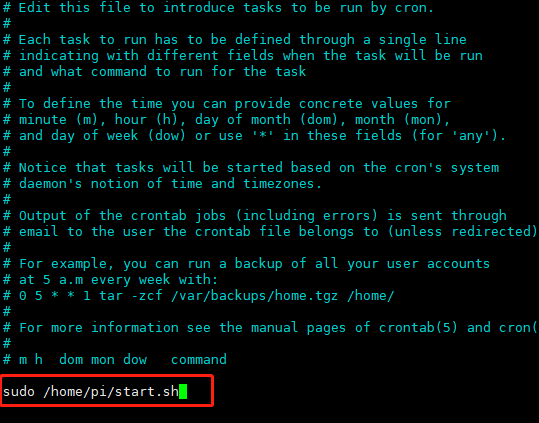 # Edit this file to introduce tasks to be run by cron.
#
# Each task to run has to be defined through a single line
# indicating with different fields when the task will be run
# and what command to run for the task
#
# To define the time you can provide concrete values for
# minute (m), hour (h), day of month (dom), month (mon),
# and day of week (dow) or use '*' in these fields (for 'any').
#
# Notice that tasks will be started based on the cron's system
# daemon's notion of time and timezones.
#
# Output of the crontab jobs (including errors) is sent through
# email to the user the crontab file belongs to (unless redirected)
#
# For example, you can run a backup of all your user accounts
# at 5 a.m every week with:
# 0 5 * * 1 tar -zcf /var/backups/home.tgz /home/
#
# For more information see the manual pages of crontab(5) and cron(
#
# m h  dom mon dow   command
sudo /home/pi/start.sh